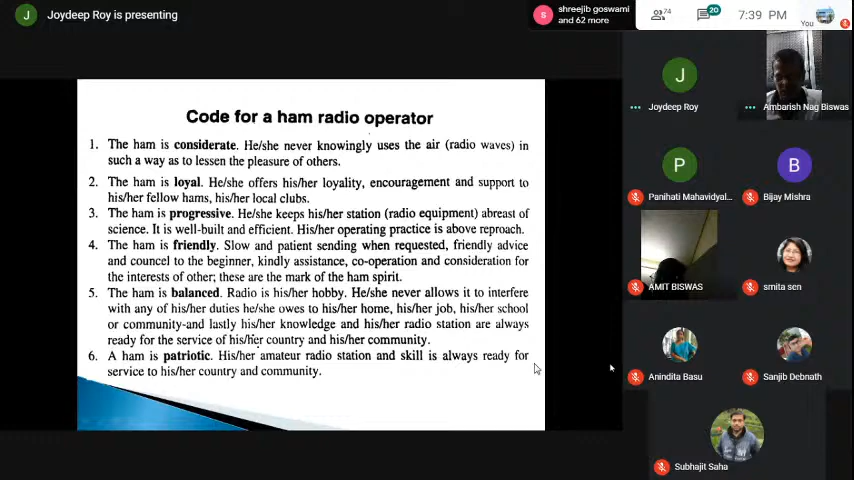 J Joydeep Roy is presenting
S shreejib goswami
and 62 more
74
20
7:39 PM
You
Code for a ham radio operator
1. The ham is considerate. He/she never knowingly uses the air (radio waves) in
such a way as to lessen the pleasure of others.
2. The ham is loyal. He/she offers his/her loyality, encouragement and support to
his/her fellow hams, his/her local clubs.
3. The ham is progressive. He/she keeps his/her station (radio equipment) abreast of
science. It is well-built and efficient. His/her operating practice is above reproach.
4. The ham is friendly. Slow and patient sending when requested, friendly advice
and councel to the beginner, kindly assistance, co-operation and consideration for
the interests of other; these are the mark of the ham spirit.
5. The ham is balanced. Radio is his/her hobby. He/she never allows it to interfere
with any of his/her duties he/she owes to his/her home, his/her job, his/her school
or community-and lastly his/her knowledge and his/her radio station are always
ready for the service of his/her country and his/her community.
6. A ham is patriotic. His/her amateur radio station and skill is always ready for
service to his/her country and community.
J
Joydeep Roy
Ambarish Nag Biswas
P
Panihati Mahavidyal...
B
Bijay Mishra
AMIT BISWAS
smita sen
Anindita Basu
Sanjib Debnath
Subhajit Saha